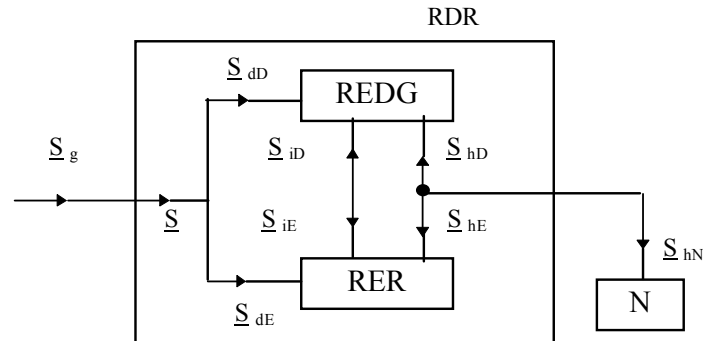 RDR
S dD
REDG
S g
S iD
S hD
S
S iE
S hE
S hN
RER
N
S dE